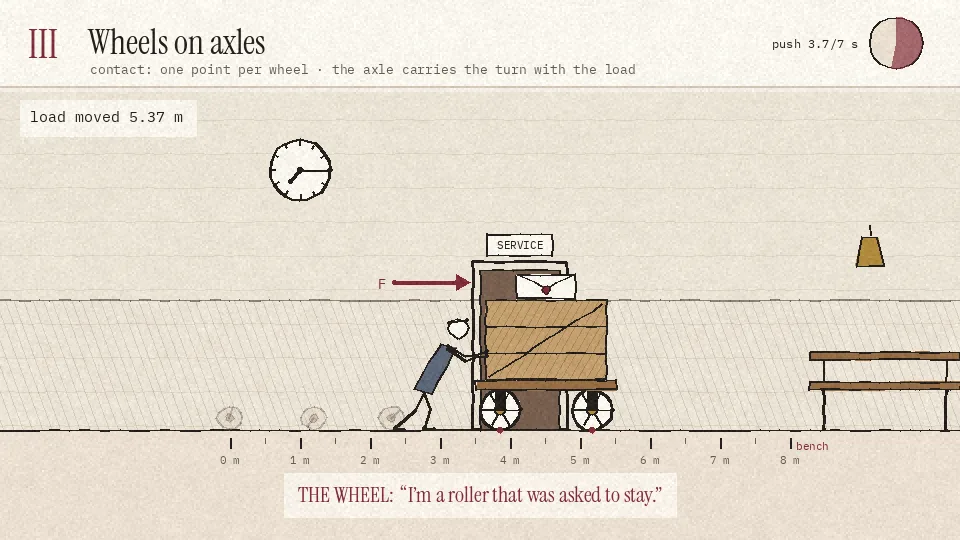 III
Wheels on axles
push 3.7/7 s
contact: one point per wheel · the axle carries the turn with the load
load moved 5.37 m
SERVICE
F
bench
0 m
1 m
2 m
3 m
4 m
5 m
6 m
7 m
8 m
THE WHEEL: “I’m a roller that was asked to stay.”